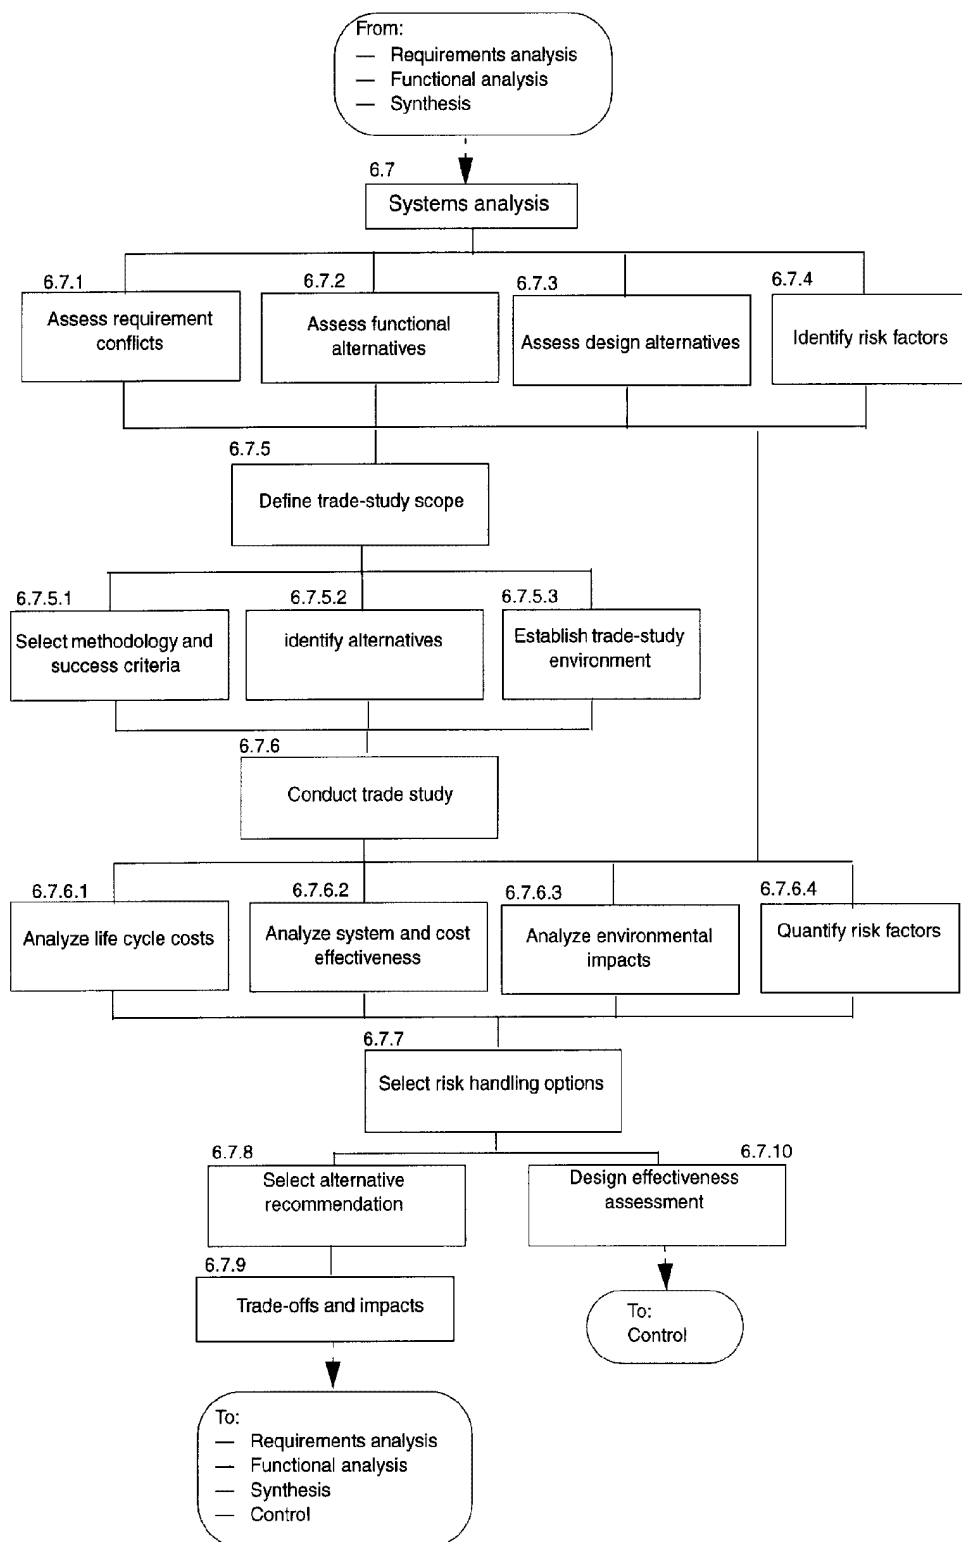 From:
— Requirements analysis
— Functional analysis
— Synthesis
6.7
Systems analysis
6.7.1
Assess requirement
conflicts
6.7.2
Assess functional
alternatives
6.7.3
Assess design alternatives
6.7.4
Identify risk factors
6.7.5
Define trade-study scope
6.7.5.1
Select methodology and
success criteria
6.7.5.2
identify alternatives
6.7.5.3
Establish trade-study
environment
6.7.6
Conduct trade study
6.7.6.1
Analyze life cycle costs
6.7.6.2
Analyze system and cost
effectiveness
6.7.6.3
Analyze environmental
impacts
6.7.6.4
Quantify risk factors
6.7.7
Select risk handling options
6.7.8
Select alternative
recommendation
6.7.10
Design effectiveness
assessment
6.7.9
Trade-offs and impacts
To:
Control
To:
— Requirements analysis
— Functional analysis
— Synthesis
— Control